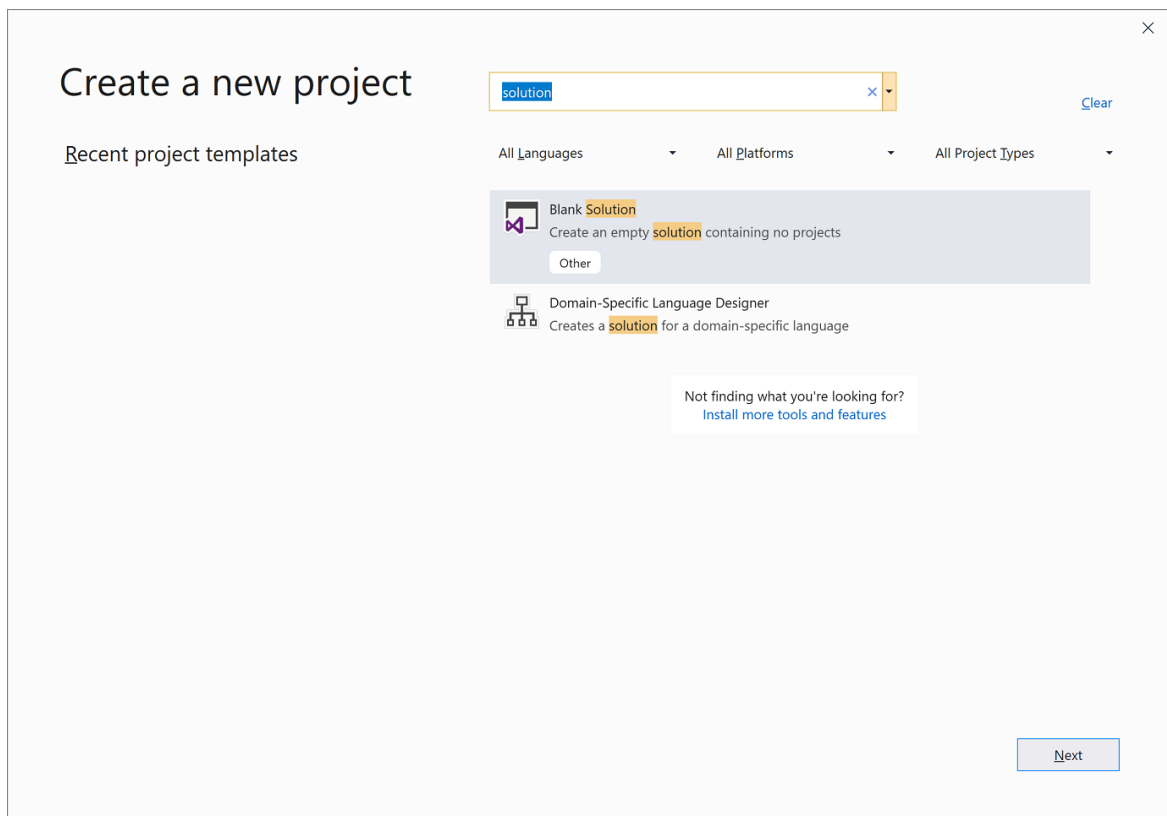 Create a new project
solution
Clear
Recent project templates
All Languages
All Platforms
All Project Types
Blank Solution
Create an empty solution containing no projects
Other
Domain-Specific Language Designer
Creates a solution for a domain-specific language
Not finding what you're looking for?
Install more tools and features
Next